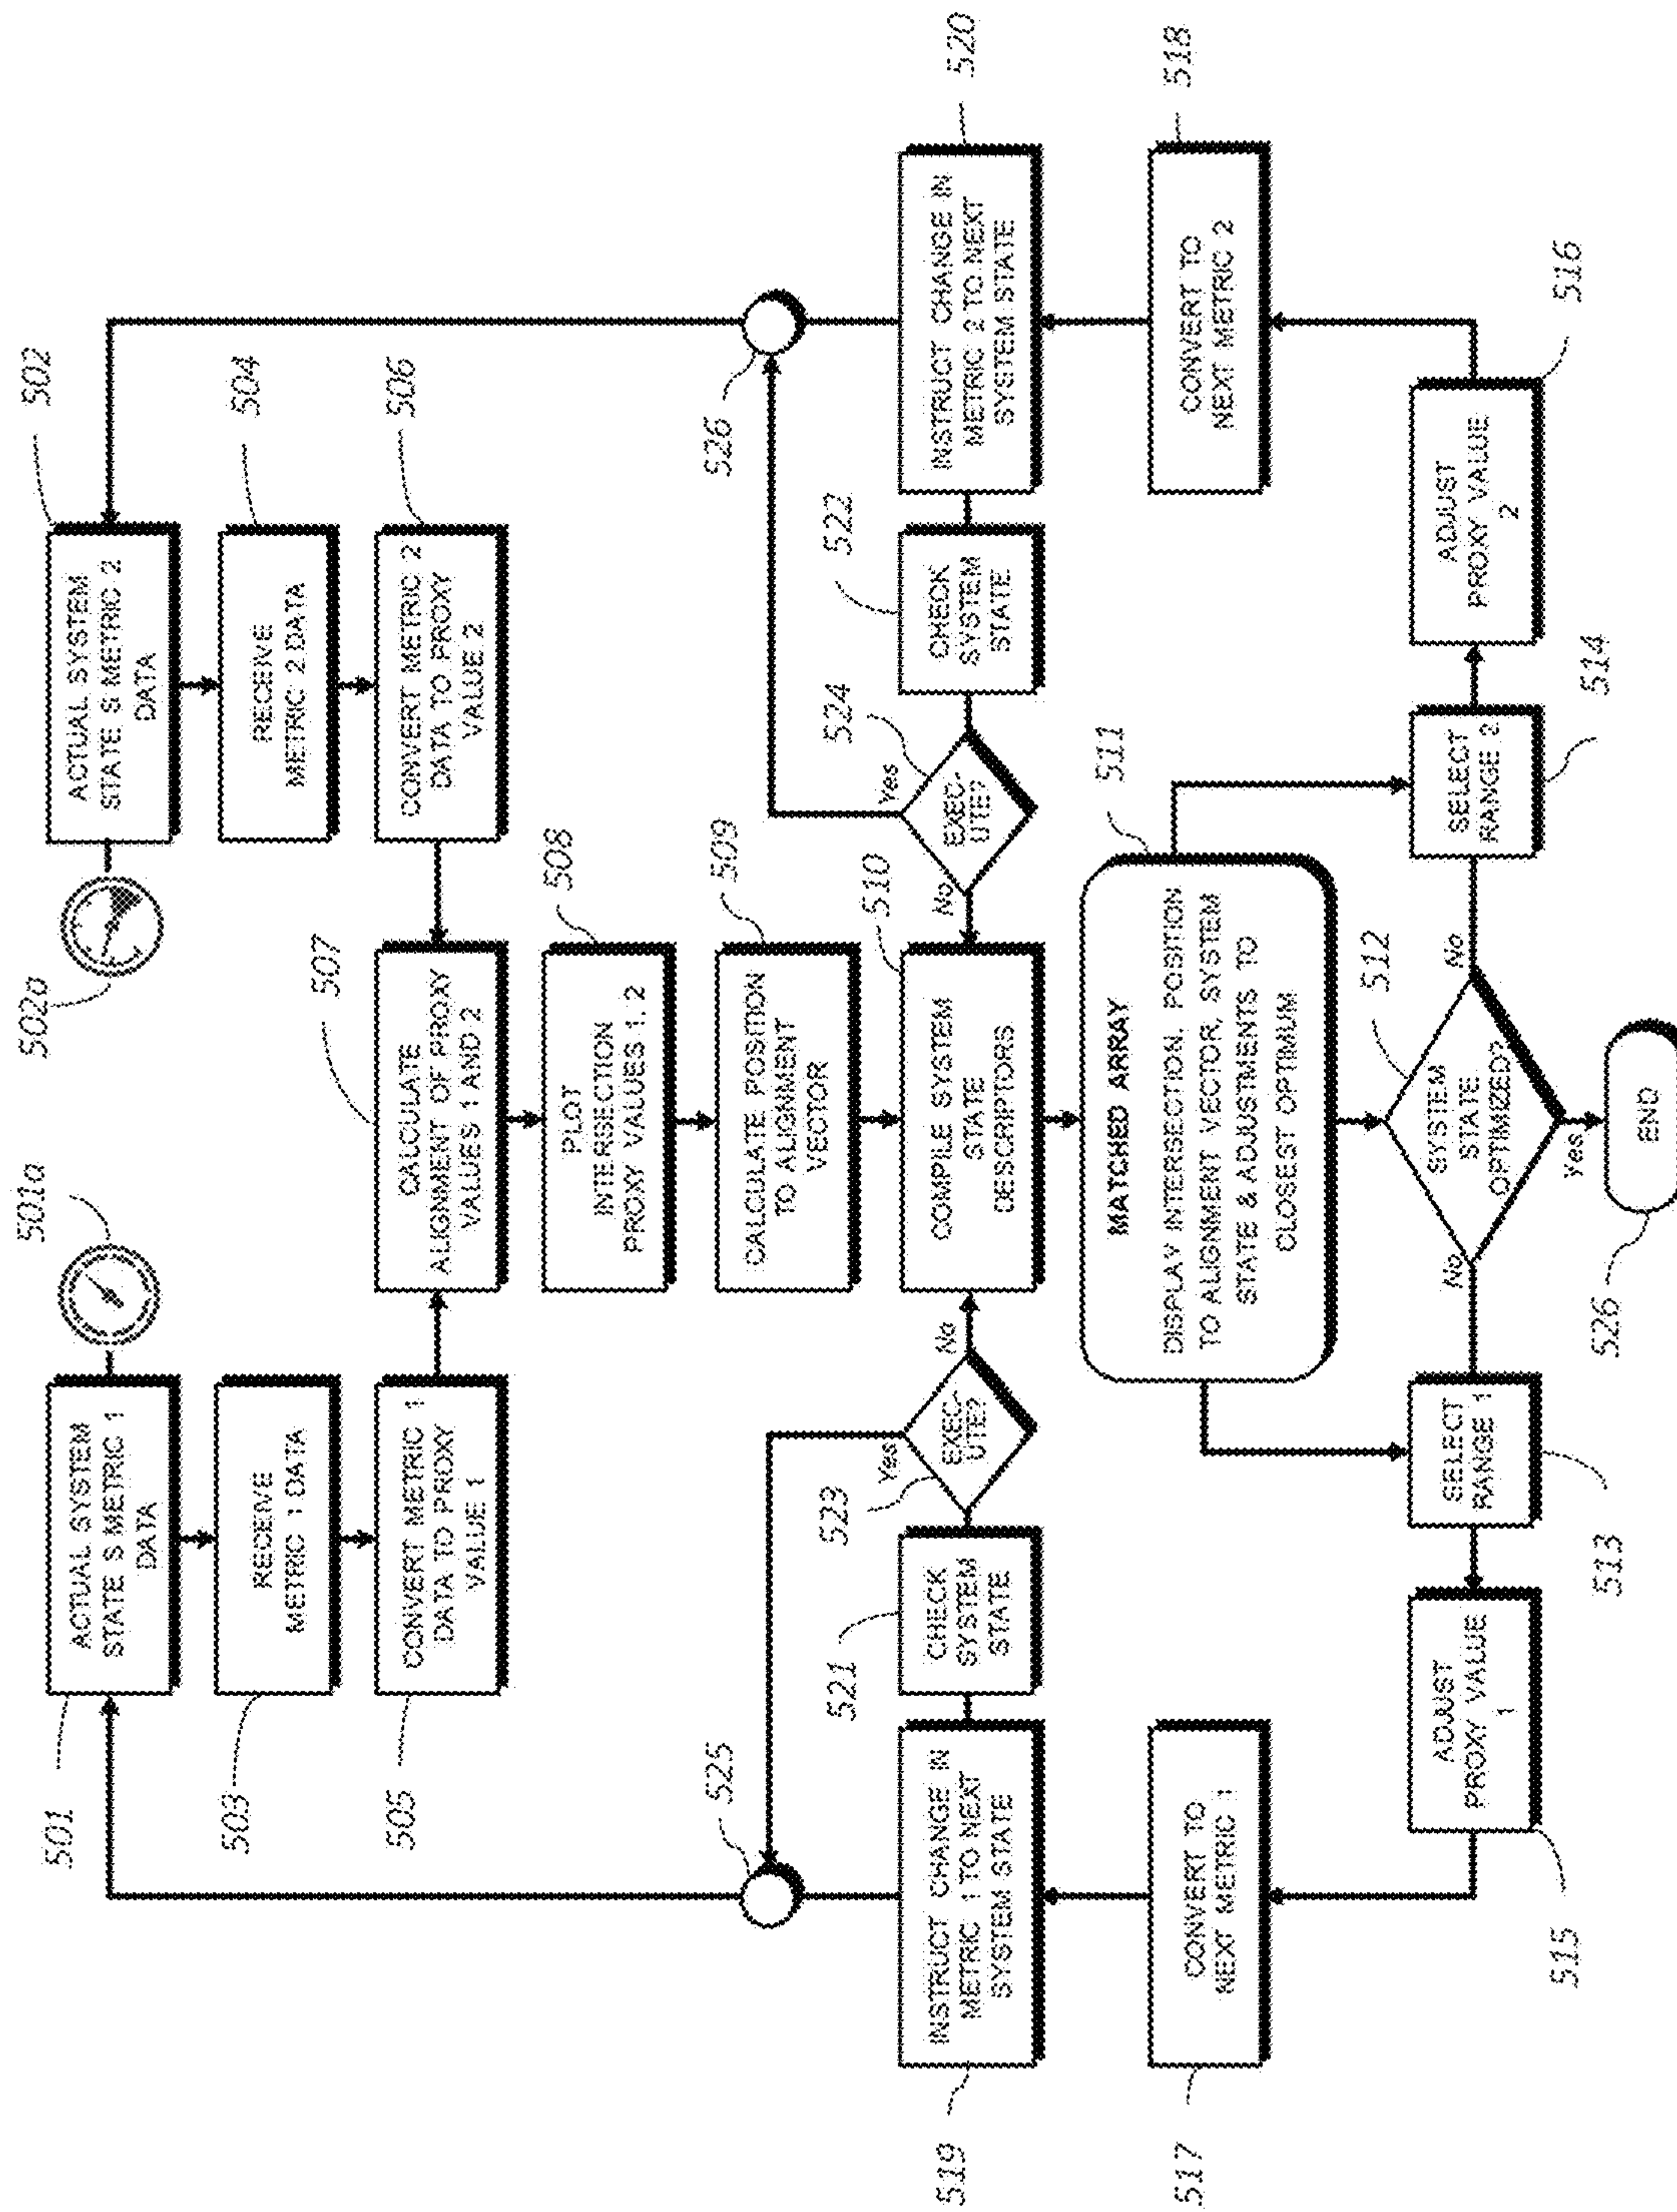 501a
502a
501
ACTUAL SYSTEM
STATE S METRIC 1
DATA
ACTUAL SYSTEM
STATE S METRIC 2
DATA
502
503
RECEIVE
METRIC 1 DATA
RECEIVE
METRIC 2 DATA
504
505
CONVERT METRIC 1
DATA TO PROXY
VALUE 1
507
CALCULATE
ALIGNMENT OF PROXY
VALUES 1 AND 2
CONVERT METRIC 2
DATA TO PROXY
VALUE 2
506
PLOT
INTERSECTION
PROXY VALUES 1, 2
508
525
CALCULATE POSITION
TO ALIGNMENT
VECTOR
509
526
519
INSTRUCT CHANGE IN
METRIC 1 TO NEXT
SYSTEM STATE
521
CHECK
SYSTEM
STATE
523
Yes
EXEC-
UTE?
No
COMPILE SYSTEM
STATE
DESCRIPTORS
510
No
EXEC-
UTE?
Yes
524
CHECK
SYSTEM
STATE
522
INSTRUCT CHANGE IN
METRIC 2 TO NEXT
SYSTEM STATE
520
517
CONVERT TO
NEXT METRIC 1
MATCHED ARRAY
DISPLAY INTERSECTION, POSITION
TO ALIGNMENT VECTOR, SYSTEM
STATE & ADJUSTMENTS TO
CLOSEST OPTIMUM
511
CONVERT TO
NEXT METRIC 2
518
515
ADJUST
PROXY VALUE
1
513
SELECT
RANGE 1
No
SYSTEM
STATE
OPTIMIZED?
512
No
SELECT
RANGE 2
514
ADJUST
PROXY VALUE
2
516
Yes
END
526